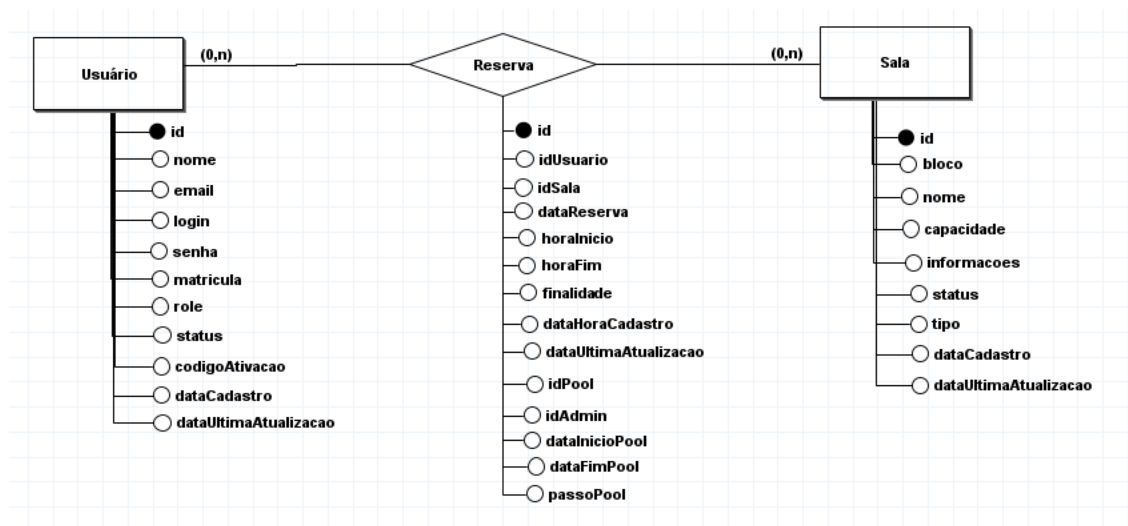 Usuário
(0,n)
Reserva
(0,n)
Sala
id
nome
email
login
senha
matricula
role
status
codigoAtivacao
dataCadastro
dataUltimaAtualizacao
id
idUsuario
idSala
dataReserva
horaInicio
horaFim
finalidade
dataHoraCadastro
dataUltimaAtualizacao
idPool
idAdmin
dataInicioPool
dataFimPool
passoPool
id
bloco
nome
capacidade
informacoes
status
tipo
dataCadastro
dataUltimaAtualizacao